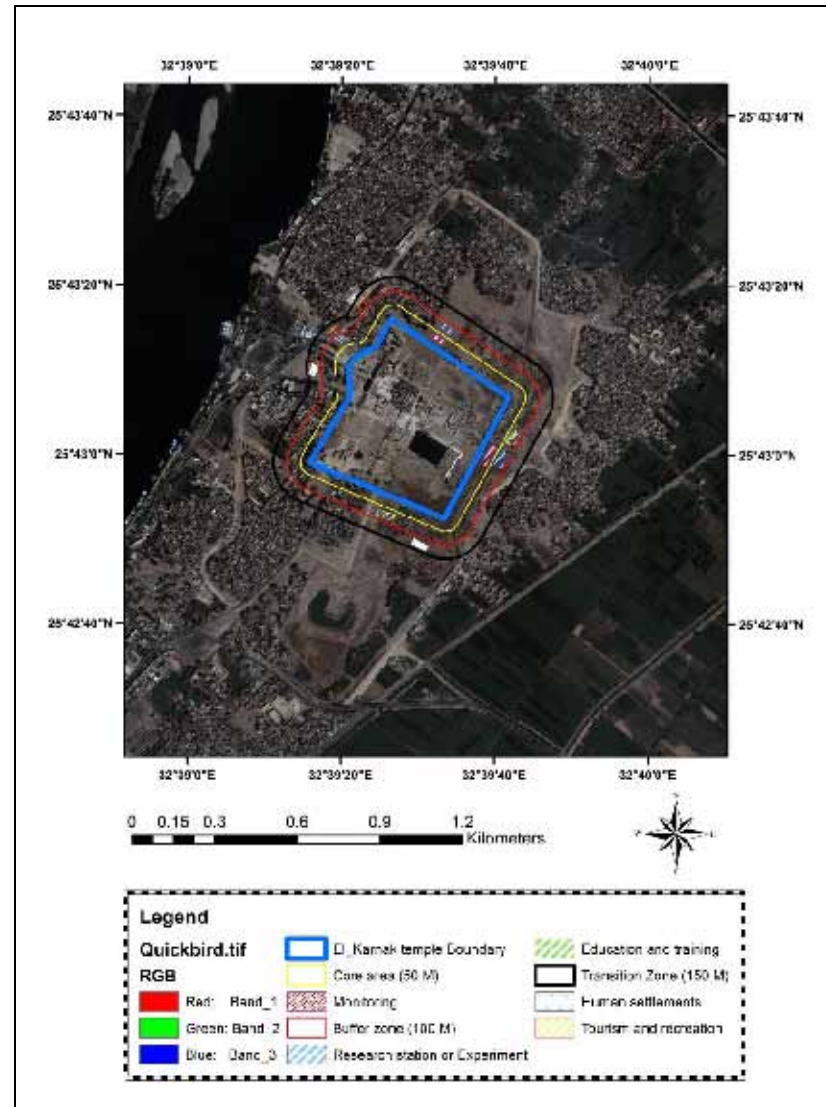 32°39'0"E 32°39'20"E 32°39'40"E 32°40'0"E
25°43'40"N 25°43'40"N
25°43'20"N 25°43'20"N
25°43'0"N 25°43'0"N
25°42'40"N 25°42'40"N
32°39'0"E 32°39'20"E 32°39'40"E 32°40'0"E
0 0.15 0.3 0.6 0.9 1.2
Kilometers
Legend
Quickbird.tif
RGB
Red: Band_1
Green: Band_2
Blue: Band_3
El_Karnak temple Boundary
Core area (50 M)
Monitoring
Buffer zone (100 M)
Research station or Experiment
Education and training
Transition Zone (150 M)
Human settlements
Tourism and recreation